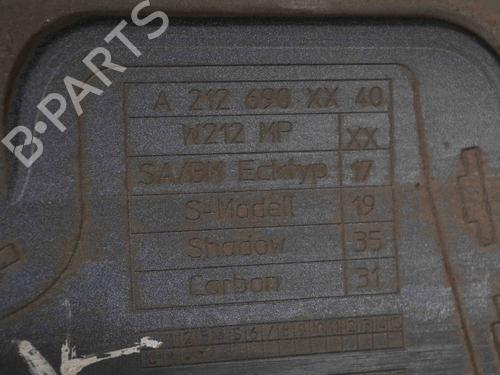 B-PARTS
A 212 690 XX 40
W212 MP XX
SA/BM Ecktyp 17
S-Modell 19
Shadow 35
Carbon 31